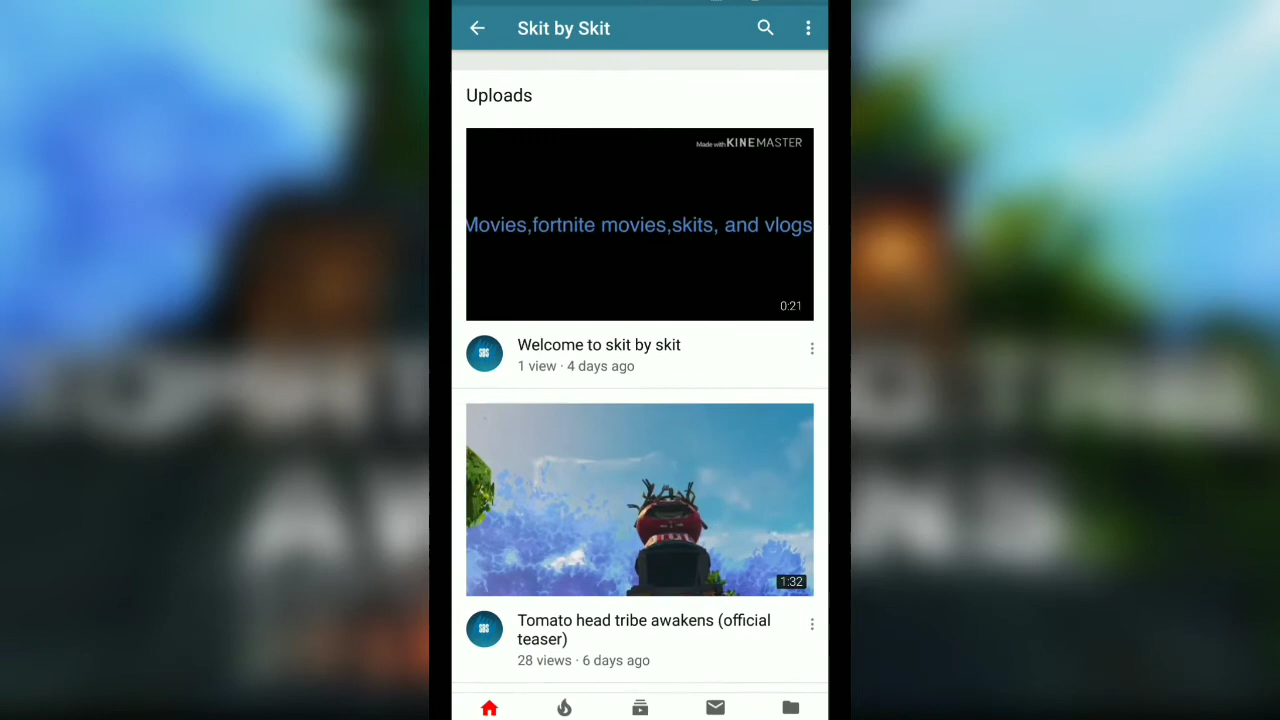 Skit by Skit
Uploads
Made with KINEMASTER
Movies,fortnite movies,skits, and vlogs
0:21
SBS
Welcome to skit by skit
1 view · 4 days ago
1:32
SBS
Tomato head tribe awakens (official
teaser)
28 views · 6 days ago